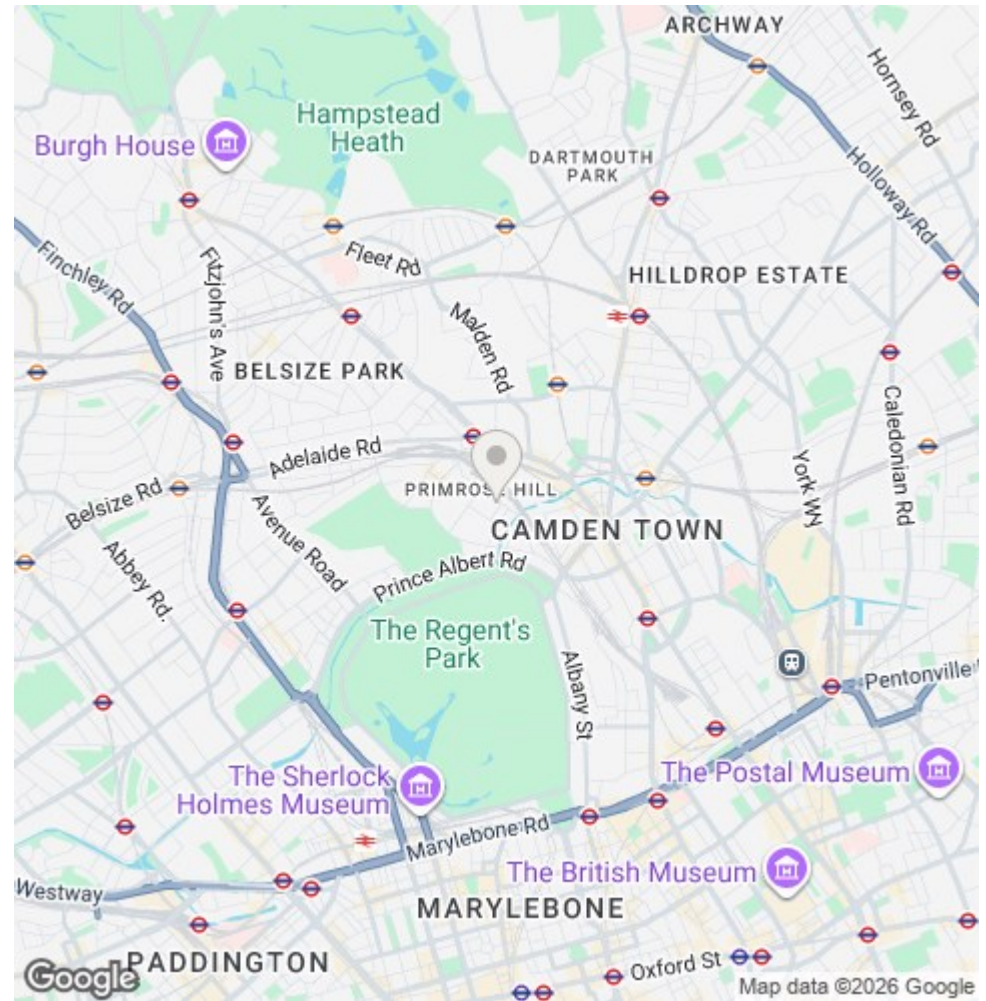 ARCHWAY
Hornsey Rd
Hampstead
Heath
Burgh House
DARTMOUTH
PARK
Holloway Rd
Fleet Rd
Finchley Rd
Fitzjohn's Ave
HILLDROP ESTATE
Malden Rd
BELSIZE PARK
Caledonian Rd
Adelaide Rd
York WN
Belsize Rd
PRIMROSE HILL
Avenue Road
CAMDEN TOWN
Abbey Rd.
Prince Albert Rd
The Regent's
Park
Albany St
Pentonville
The Sherlock
Holmes Museum
The Postal Museum
Marylebone Rd
The British Museum
Westway
MARYLEBONE
PADDINGTON
Oxford St
Google
Map data ©2026 Google